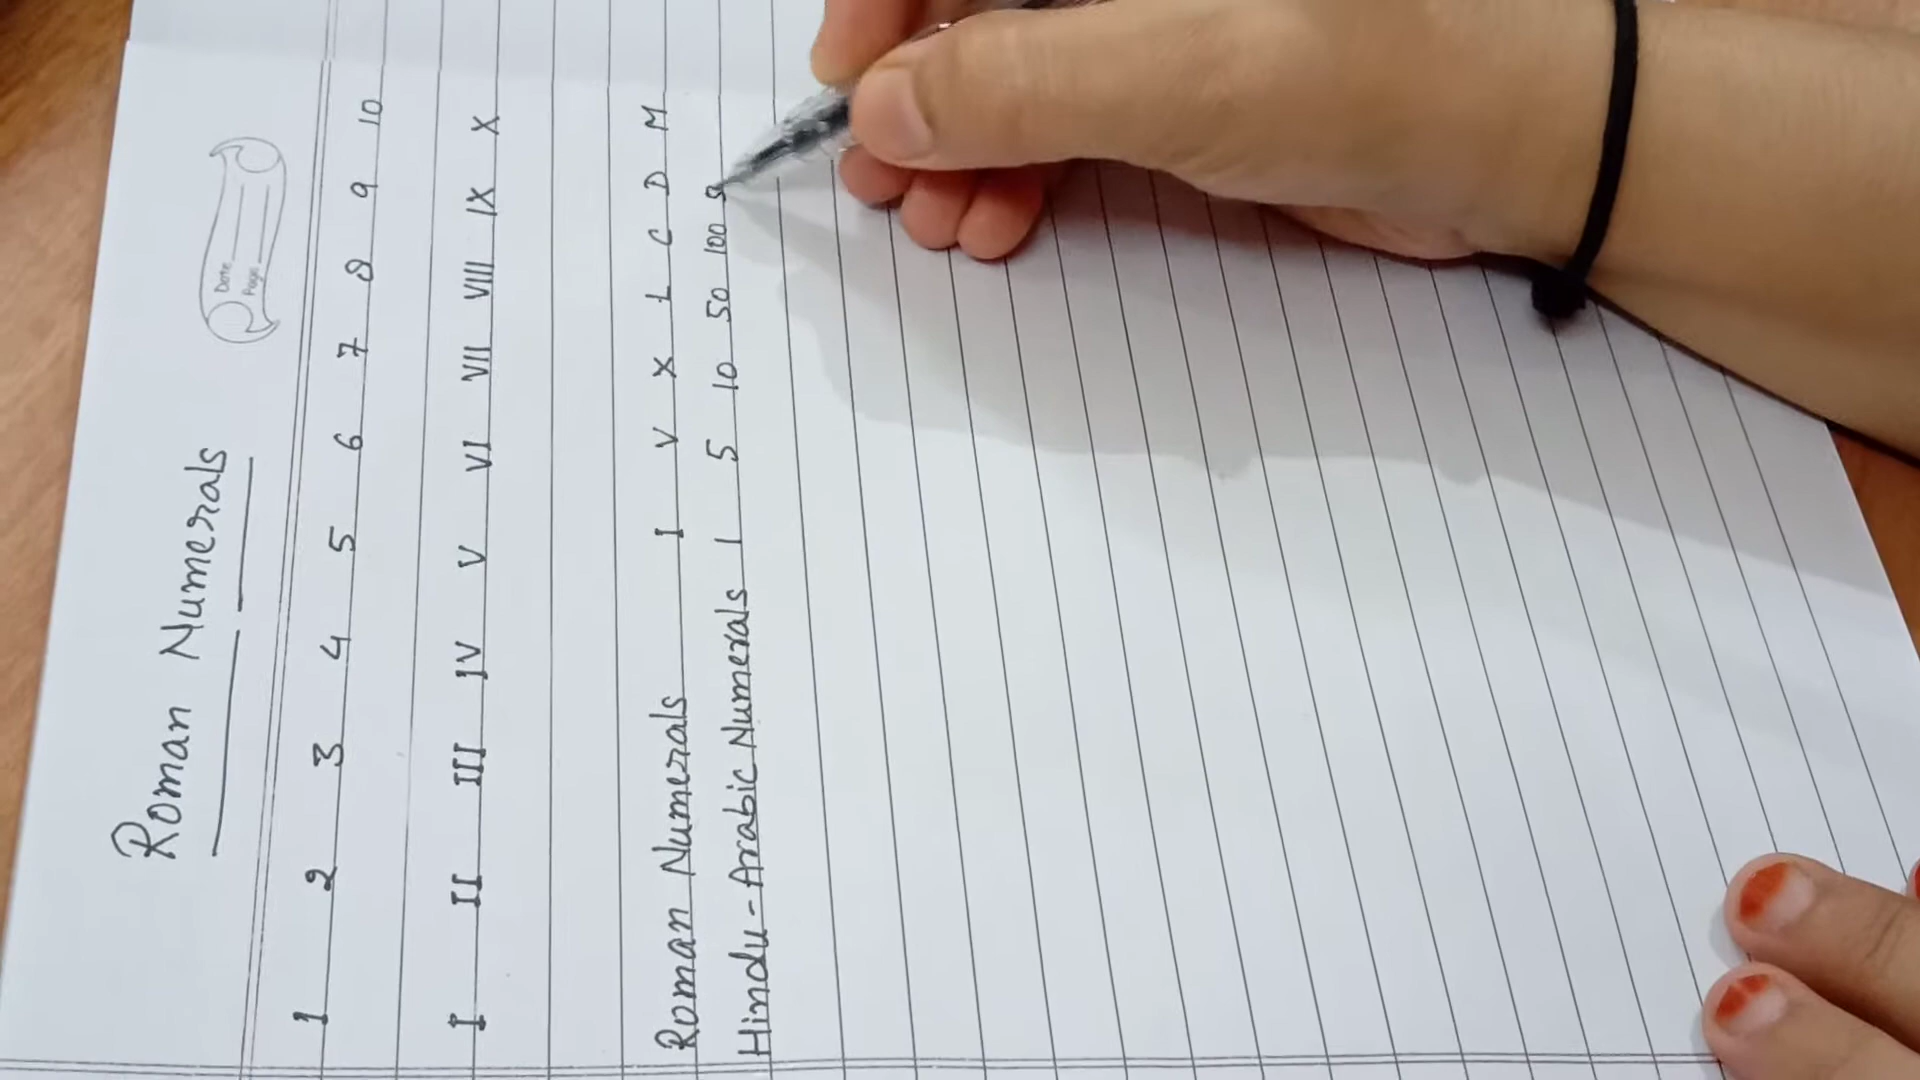 Roman Numerals
Date
Page
1 2 3 4 5 6 7 8 9 10
I II III IV V VI VII VIII IX X
Roman Numerals I V X L C D M
Hindu-Arabic Numerals 1 5 10 50 100